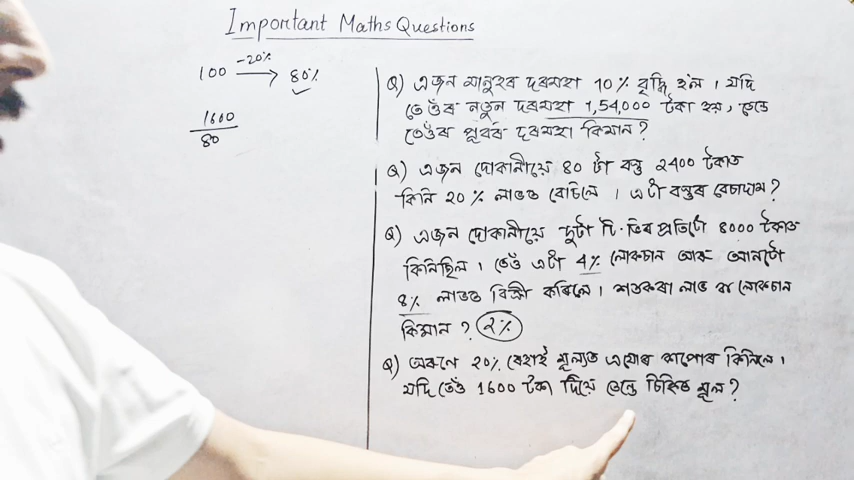 Important Maths Questions
100 -20% → 80%
1600
80
Q) এজন মানুহৰ দৰমহা 10% বৃদ্ধি হ'ল । যদি
তেওঁৰ নতুন দৰমহা 1,54,000 টকা হয়, তেন্তে
তেওঁৰ পূৰ্বৰ দৰমহা কিমান ?
Q) এজন দোকানীয়ে 80 টা বস্তু 2400 টকাত
কিনি 20% লাভত বেচিলে । এটা বস্তুৰ বেচাদাম ?
Q) এজন দোকানীয়ে দুটা টি.ভিৰ প্ৰতিটো 8000 টকাত
কিনিছিল । তেওঁ এটা 4% লোকচান আৰু আনটো
8% লাভত বিক্ৰী কৰিলে । শতকৰা লাভ বা লোকচান
কিমান ? 2%
Q) অৰুণে 20% ৰেহাই মূল্যত এযোৰ কাপোৰ কিনিলে ।
যদি তেওঁ 1600 টকা দিয়ে তেন্তে চিহ্নিত মূল্য ?